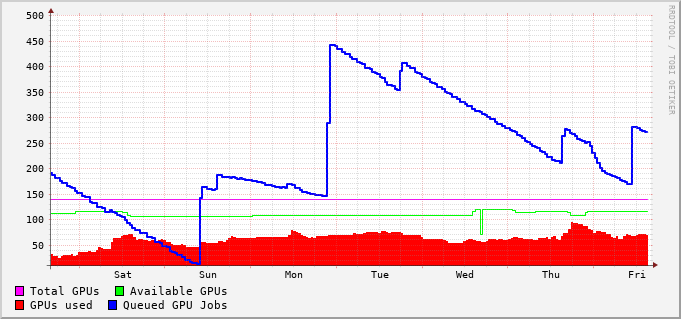 500
450
400
350
300
250
200
150
100
50
Sat Sun Mon Tue Wed Thu Fri
Total GPUs Available GPUs
GPUs used Queued GPU Jobs
RRDTOOL / TOBI OETIKER